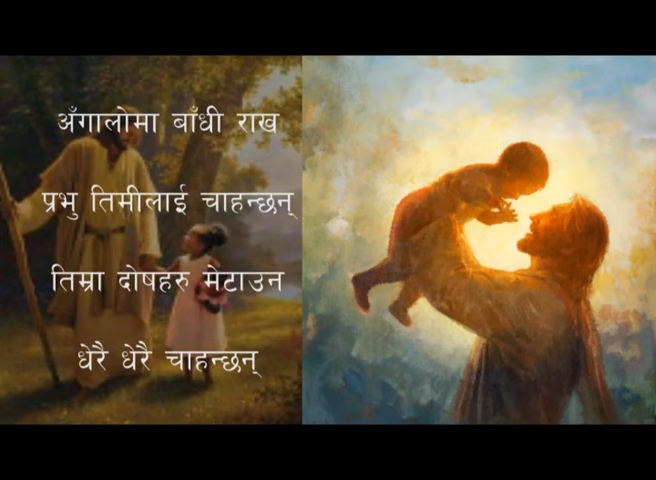 अँगालोमा बाँधी राख
प्रभु तिमीलाई चाहन्छन्
तिम्रा दोषहरु मेटाउन
धेरै धेरै चाहन्छन्